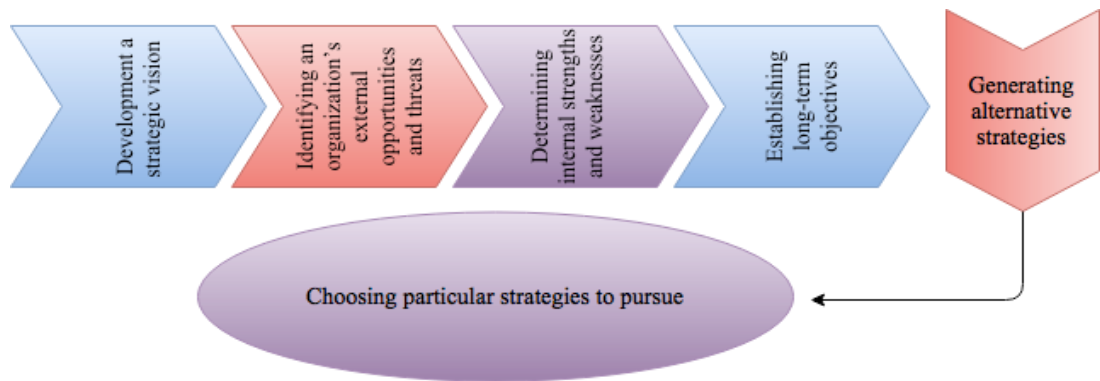 Development a
strategic vision
Identifying an
organization's
external
opportunities
and threats
Determining
internal strengths
and weaknesses
Establishing
long-term
objectives
Generating
alternative
strategies
Choosing particular strategies to pursue